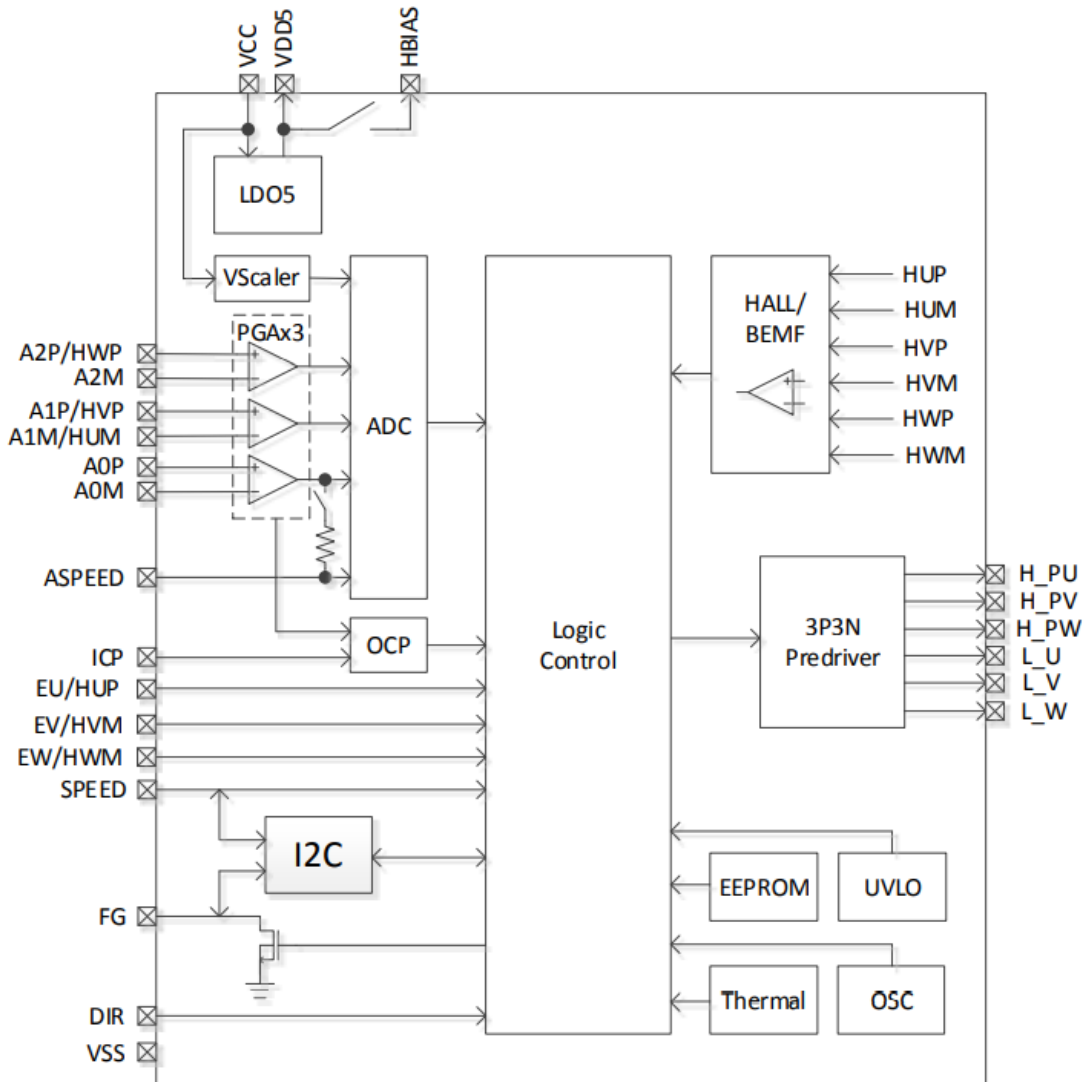 VCC
VDD5
HBIAS
LDO5
VScaler
PGAx3
A2P/HWP
A2M
A1P/HVP
A1M/HUM
A0P
A0M
ASPEED
ADC
OCP
ICP
EU/HUP
EV/HVM
EW/HWM
SPEED
I2C
FG
DIR
VSS
Logic
Control
HALL/
BEMF
HUP
HUM
HVP
HVM
HWP
HWM
3P3N
Predriver
H_PU
H_PV
H_PW
L_U
L_V
L_W
EEPROM
UVLO
Thermal
OSC